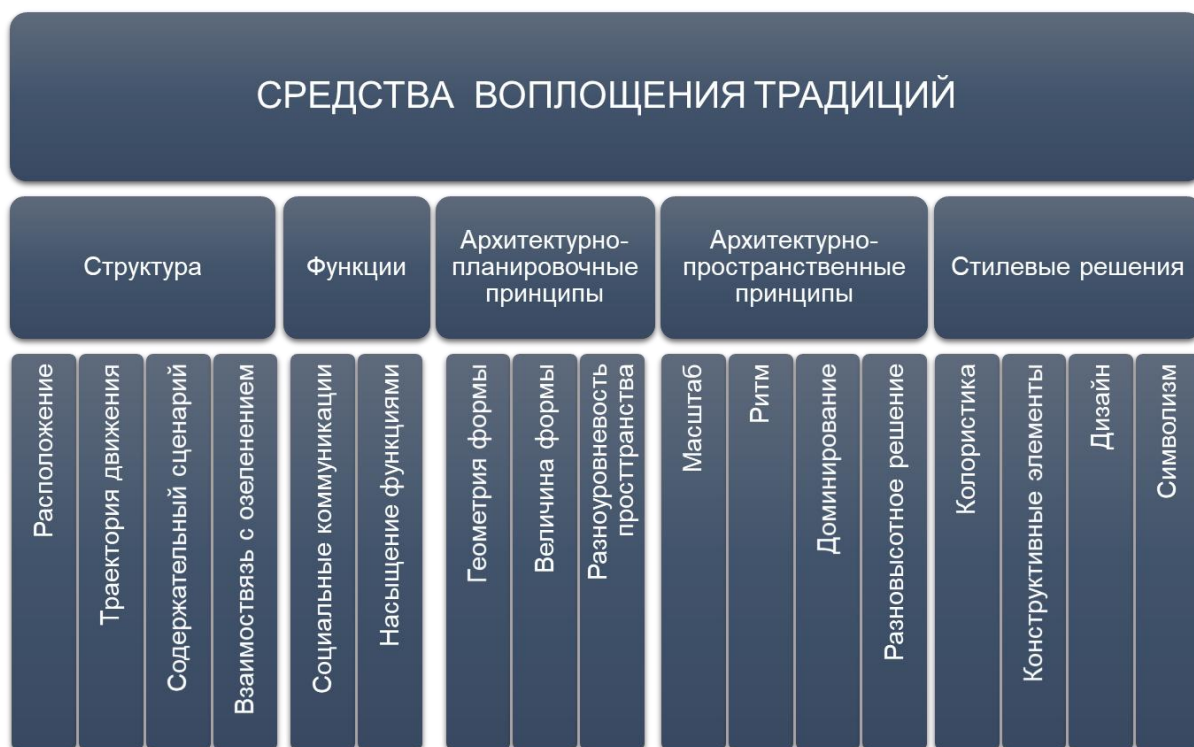 СРЕДСТВА ВОПЛОЩЕНИЯ ТРАДИЦИЙ
Структура
Функции
Архитектурно-
планировочные
принципы
Архитектурно-
пространственные
принципы
Стилевые решения
Расположение
Траектория движения
Содержательный сценарий
Взаимоствязь с озеленением
Социальные коммуникации
Насыщение функциями
Геометрия формы
Величина формы
Разноуровневость
просттранства
Масштаб
Ритм
Доминирование
Разновысотное решение
Колористика
Конструктивные элементы
Дизайн
Символизм